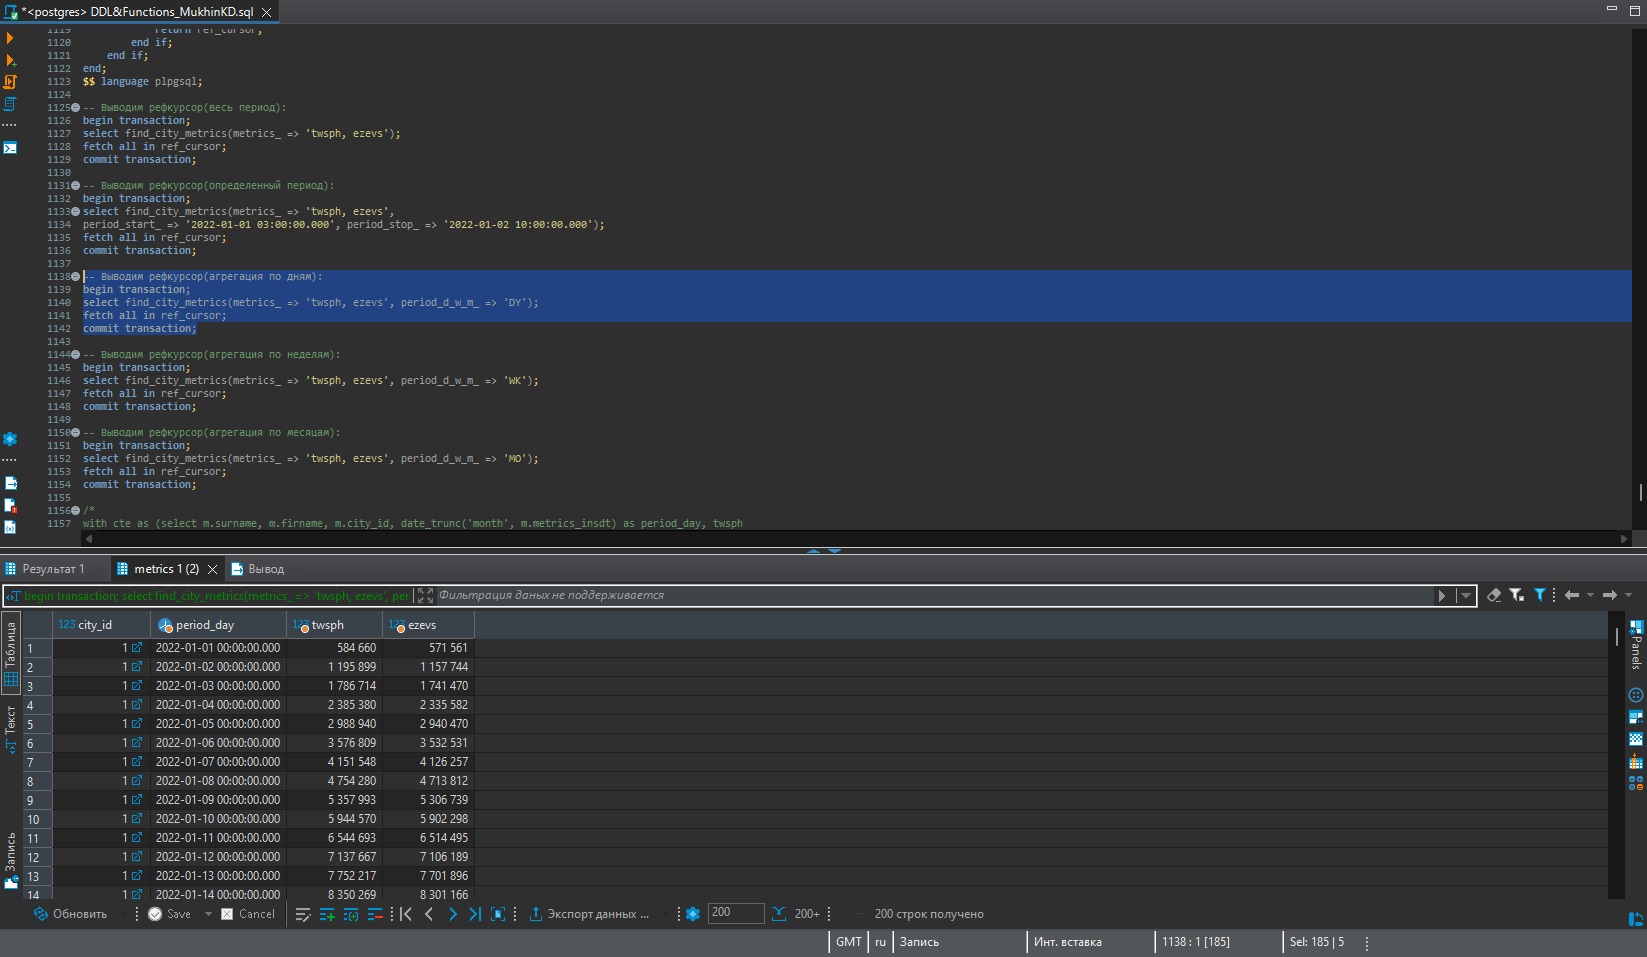 *<postgres> DDL&Functions_MukhinKD.sql
1119 return ref_cursor;
1120 end if;
1121 end if;
1122 end;
1123 $$ language plpgsql;
1124
1125 -- Выводим рефкурсор(весь период):
1126 begin transaction;
1127 select find_city_metrics(metrics_ => 'twsph, ezevs');
1128 fetch all in ref_cursor;
1129 commit transaction;
1130
1131 -- Выводим рефкурсор(определенный период):
1132 begin transaction;
1133 select find_city_metrics(metrics_ => 'twsph, ezevs',
1134 period_start_ => '2022-01-01 03:00:00.000', period_stop_ => '2022-01-02 10:00:00.000');
1135 fetch all in ref_cursor;
1136 commit transaction;
1137
1138 -- Выводим рефкурсор(агрегация по дням):
1139 begin transaction;
1140 select find_city_metrics(metrics_ => 'twsph, ezevs', period_d_w_m_ => 'DY');
1141 fetch all in ref_cursor;
1142 commit transaction;
1143
1144 -- Выводим рефкурсор(агрегация по неделям):
1145 begin transaction;
1146 select find_city_metrics(metrics_ => 'twsph, ezevs', period_d_w_m_ => 'WK');
1147 fetch all in ref_cursor;
1148 commit transaction;
1149
1150 -- Выводим рефкурсор(агрегация по месяцам):
1151 begin transaction;
1152 select find_city_metrics(metrics_ => 'twsph, ezevs', period_d_w_m_ => 'MO');
1153 fetch all in ref_cursor;
1154 commit transaction;
1155
1156 /*
1157 with cte as (select m.surname, m.firname, m.city_id, date_trunc('month', m.metrics_insdt) as period_day, twsph
Результат 1 metrics 1 (2) Вывод
begin transaction; select find_city_metrics(metrics_ => 'twsph, ezevs', per Фильтрация даных не поддерживается
123 city_id period_day 123 twsph 123 ezevs
1 1 2022-01-01 00:00:00.000 584 660 571 561
2 1 2022-01-02 00:00:00.000 1 195 899 1 157 744
3 1 2022-01-03 00:00:00.000 1 786 714 1 741 470
4 1 2022-01-04 00:00:00.000 2 385 380 2 335 582
5 1 2022-01-05 00:00:00.000 2 988 940 2 940 470
6 1 2022-01-06 00:00:00.000 3 576 809 3 532 531
7 1 2022-01-07 00:00:00.000 4 151 548 4 126 257
8 1 2022-01-08 00:00:00.000 4 754 280 4 713 812
9 1 2022-01-09 00:00:00.000 5 357 993 5 306 739
10 1 2022-01-10 00:00:00.000 5 944 570 5 902 298
11 1 2022-01-11 00:00:00.000 6 544 693 6 514 495
12 1 2022-01-12 00:00:00.000 7 137 667 7 106 189
13 1 2022-01-13 00:00:00.000 7 752 217 7 701 896
14 1 2022-01-14 00:00:00.000 8 350 269 8 301 166
Таблица
Текст
Запись
Panels
Обновить Save Cancel Экспорт данных ... 200 200+ 200 строк получено
GMT ru Запись Инт. вставка 1138 : 1 [185] Sel: 185 | 5